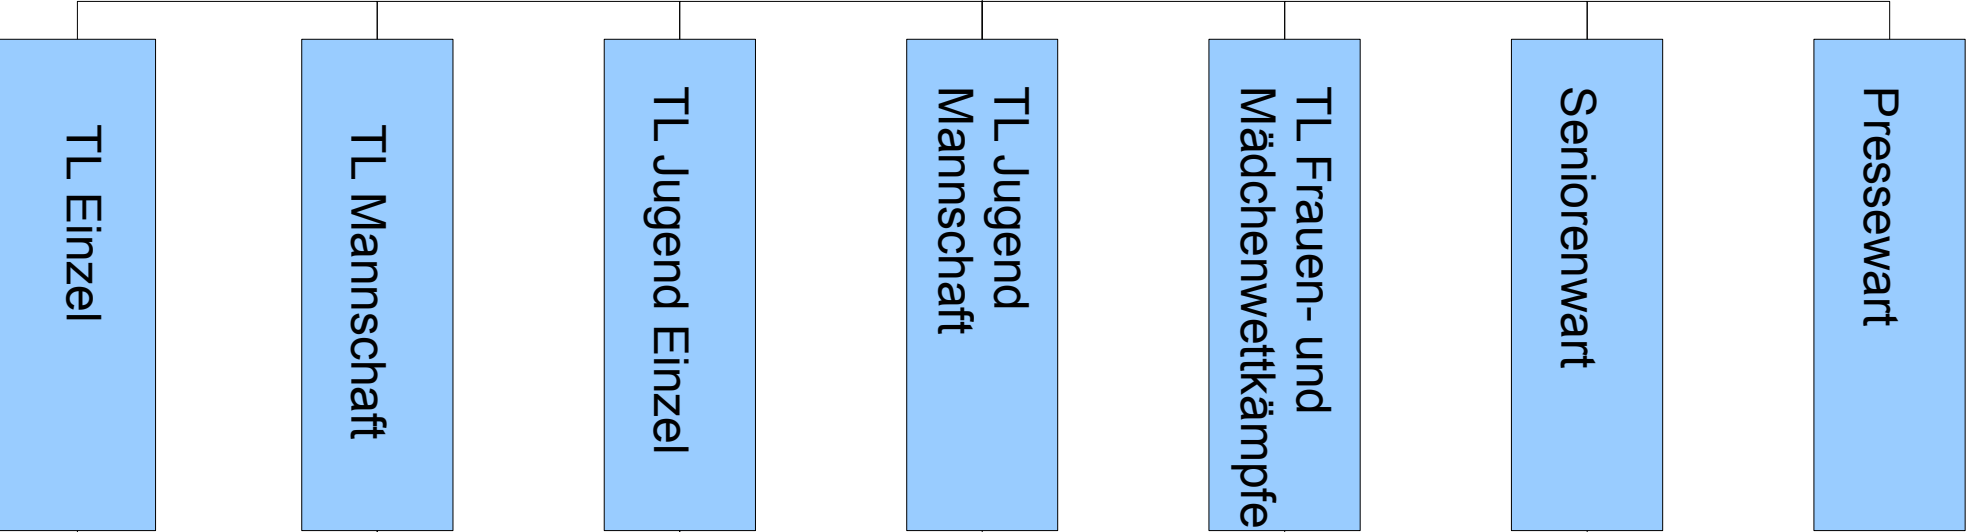 TL Einzel
TL Mannschaft
TL Jugend Einzel
TL Jugend
Mannschaft
TL Frauen- und
Mädchenwettkämpfe
Seniorenwart
Pressewart